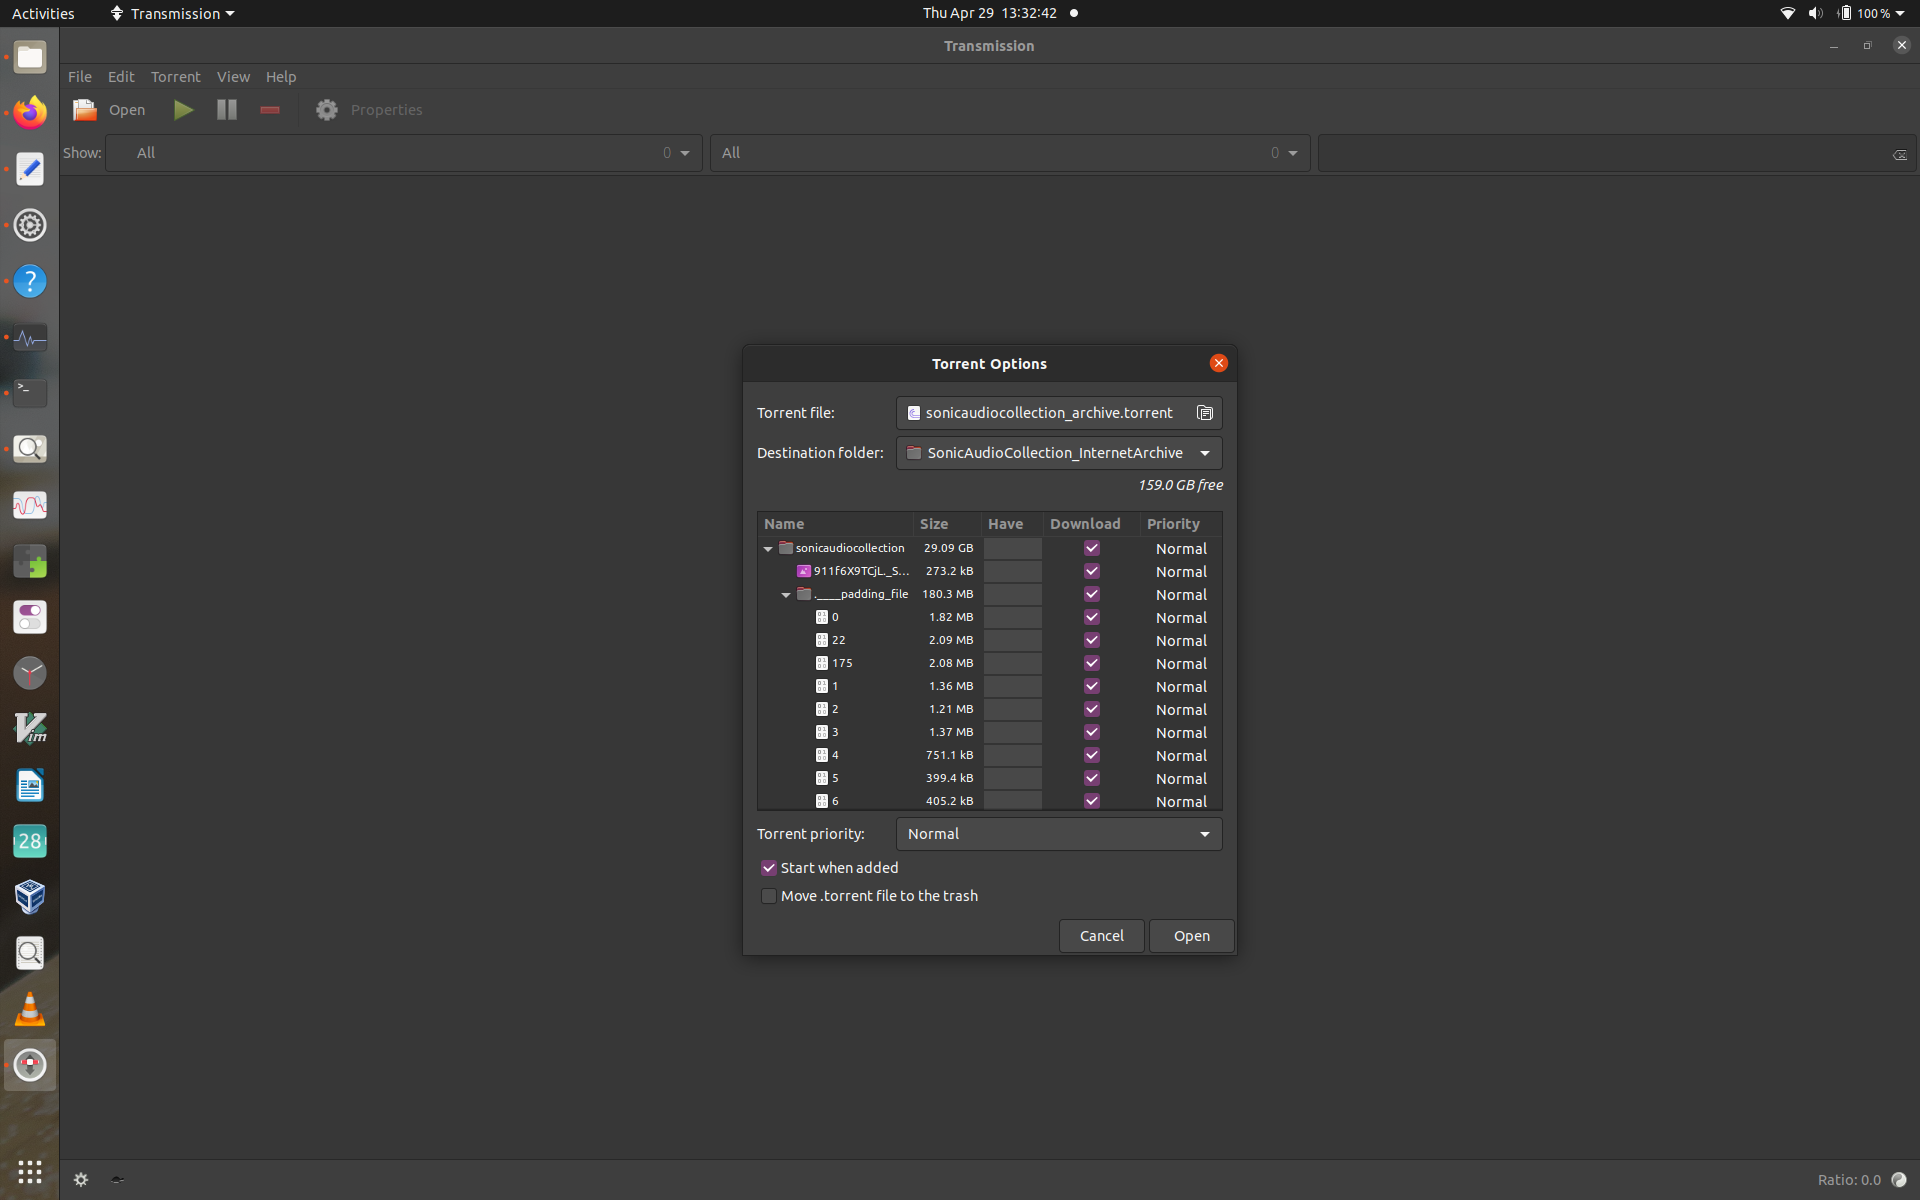 Activities Transmission Thu Apr 29 13:32:42 100 %
Transmission
File Edit Torrent View Help
Open Properties
Show: All 0 All 0
Torrent Options
Torrent file: sonicaudiocollection_archive.torrent
Destination folder: SonicAudioCollection_InternetArchive
159.0 GB free
Name Size Have Download Priority
sonicaudiocollection 29.09 GB Normal
911f6X9TCjL._S... 273.2 kB Normal
.____padding_file 180.3 MB Normal
0 1.82 MB Normal
22 2.09 MB Normal
175 2.08 MB Normal
1 1.36 MB Normal
2 1.21 MB Normal
3 1.37 MB Normal
4 751.1 kB Normal
5 399.4 kB Normal
6 405.2 kB Normal
Torrent priority: Normal
Start when added
Move .torrent file to the trash
Cancel Open
Vim
28
Ratio: 0.0